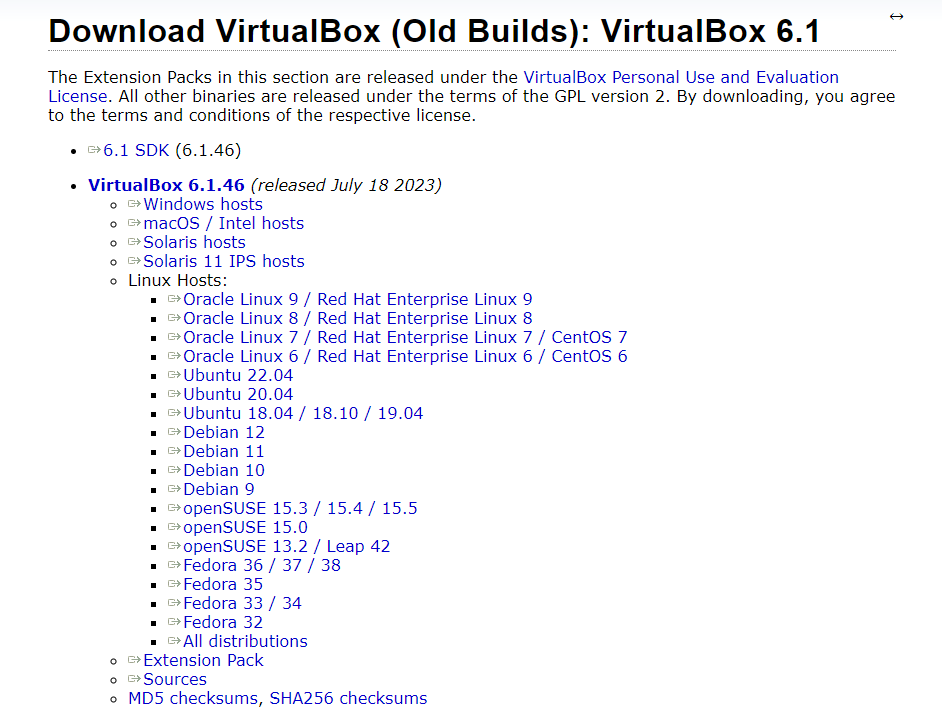 Download VirtualBox (Old Builds): VirtualBox 6.1
The Extension Packs in this section are released under the VirtualBox Personal Use and Evaluation
License. All other binaries are released under the terms of the GPL version 2. By downloading, you agree
to the terms and conditions of the respective license.
6.1 SDK (6.1.46)
VirtualBox 6.1.46 (released July 18 2023)
Windows hosts
macOS / Intel hosts
Solaris hosts
Solaris 11 IPS hosts
Linux Hosts:
Oracle Linux 9 / Red Hat Enterprise Linux 9
Oracle Linux 8 / Red Hat Enterprise Linux 8
Oracle Linux 7 / Red Hat Enterprise Linux 7 / CentOS 7
Oracle Linux 6 / Red Hat Enterprise Linux 6 / CentOS 6
Ubuntu 22.04
Ubuntu 20.04
Ubuntu 18.04 / 18.10 / 19.04
Debian 12
Debian 11
Debian 10
Debian 9
openSUSE 15.3 / 15.4 / 15.5
openSUSE 15.0
openSUSE 13.2 / Leap 42
Fedora 36 / 37 / 38
Fedora 35
Fedora 33 / 34
Fedora 32
All distributions
Extension Pack
Sources
MD5 checksums, SHA256 checksums